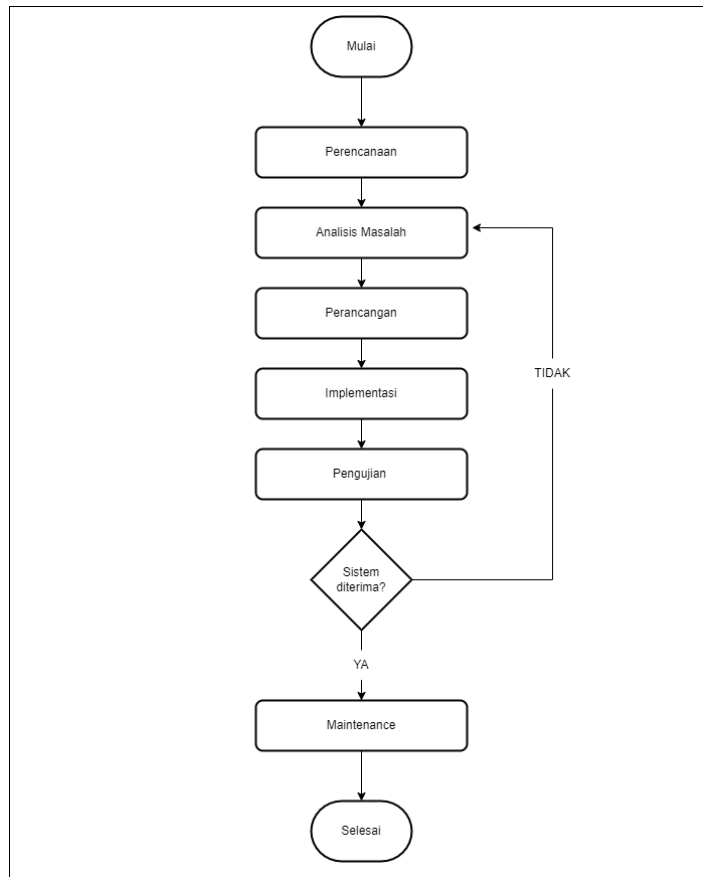 Mulai
Perencanaan
Analisis Masalah
Perancangan
Implementasi
TIDAK
Pengujian
Sistem
diterima?
YA
Maintenance
Selesai